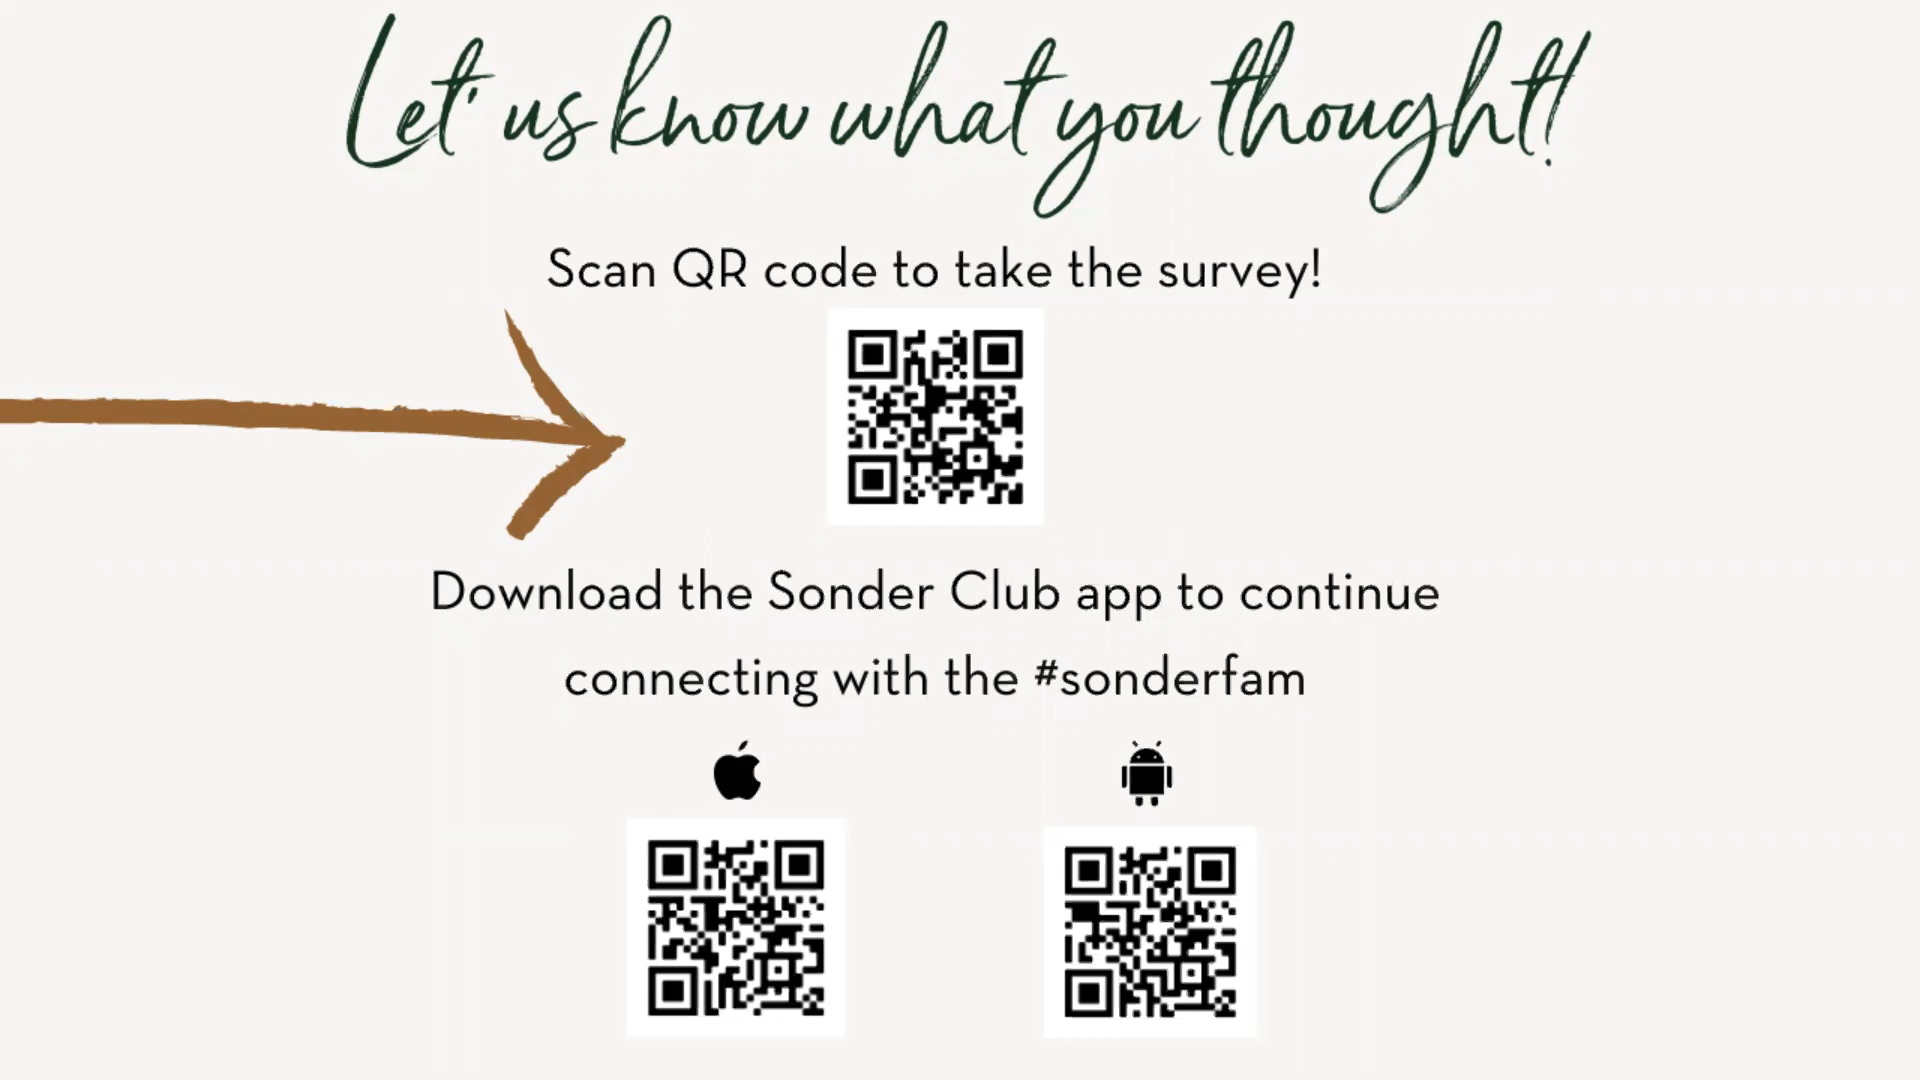 Let' us know what you thought!
Scan QR code to take the survey!
Download the Sonder Club app to continue
connecting with the #sonderfam